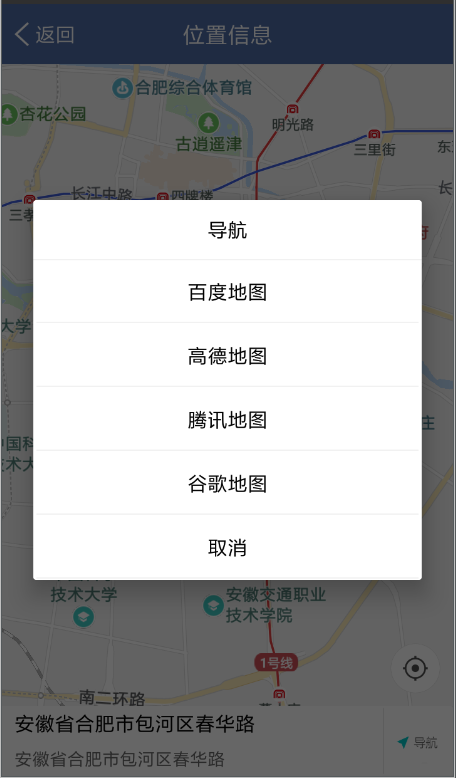 返回
位置信息
合肥综合体育馆
杏花公园
明光路
古逍遥津
三里街
东
长江中路
四牌楼
长
三孝
府
导航
百度地图
大学
高德地图
腾讯地图
庄
中国科
技术大
谷歌地图
取消
技术大学
安徽交通职业
技术学院
1号线
南二环路
安徽省合肥市包河区春华路
安徽省合肥市包河区春华路
导航